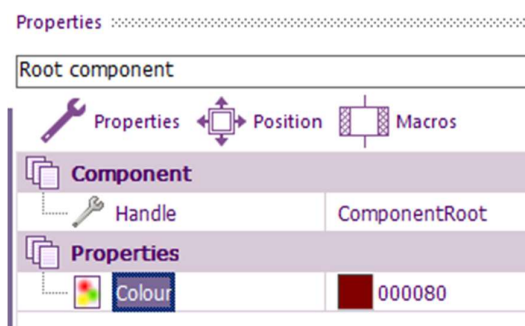 Properties
Root component
Properties Position Macros
Component
Handle ComponentRoot
Properties
Colour 000080